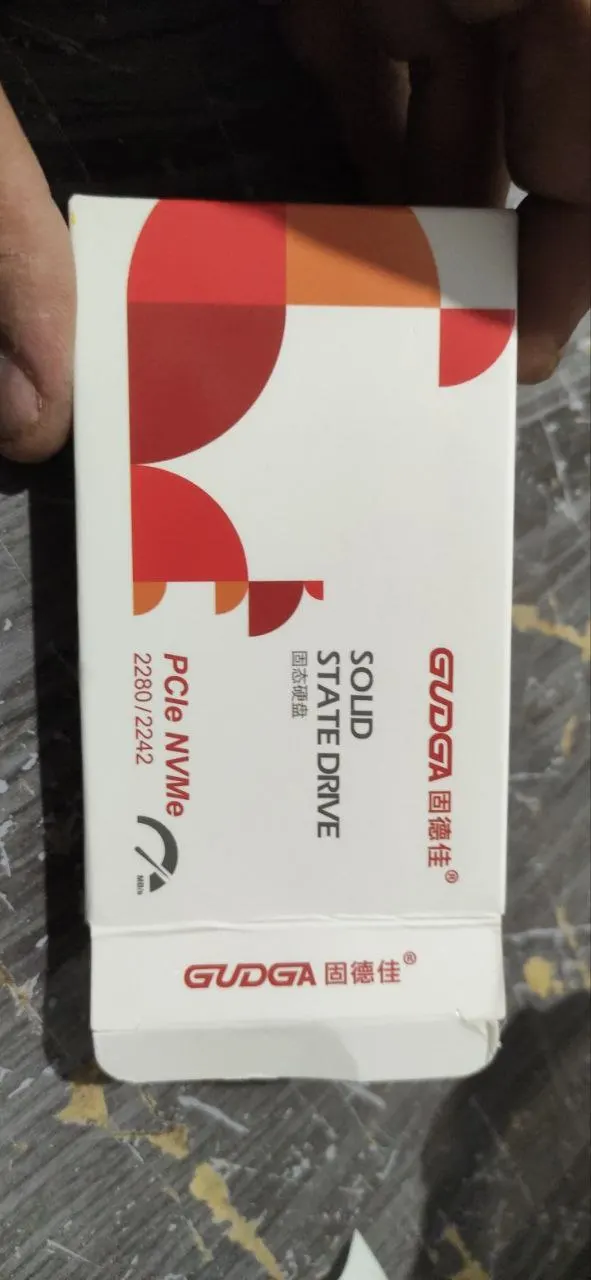 GUDGA 固德佳®
SOLID
STATE DRIVE
固态硬盘
PCIe NVMe
2280/2242
MB/s
GUDGA 固德佳®